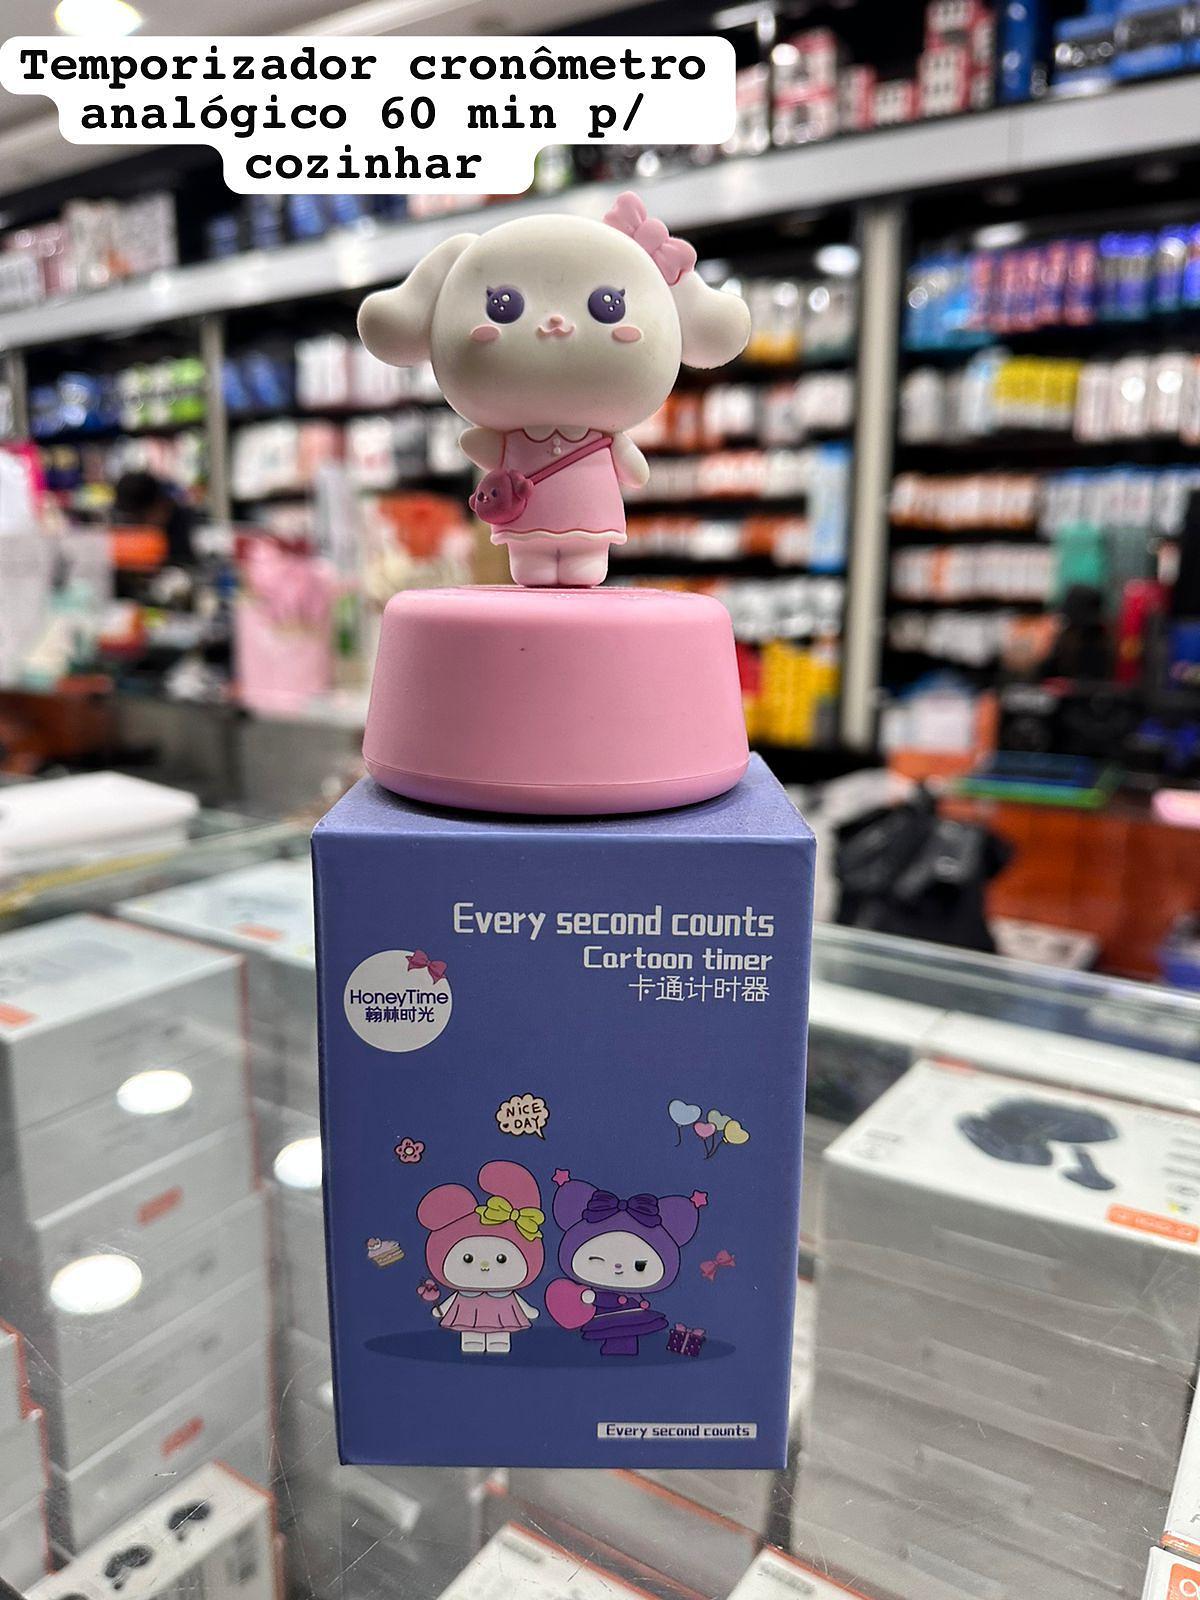 Temporizador cronômetro
analógico 60 min p/
cozinhar
Every second counts
Cartoon timer
卡通计时器
HoneyTime
翰林时光
NICE
DAY
Every second counts